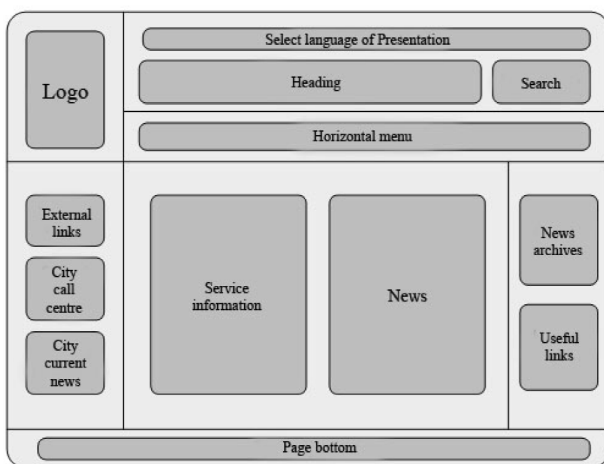 Select language of Presentation
Logo
Heading
Search
Horizontal menu
External
links
City
call
centre
City
current
news
Service
information
News
News
archives
Useful
links
Page bottom